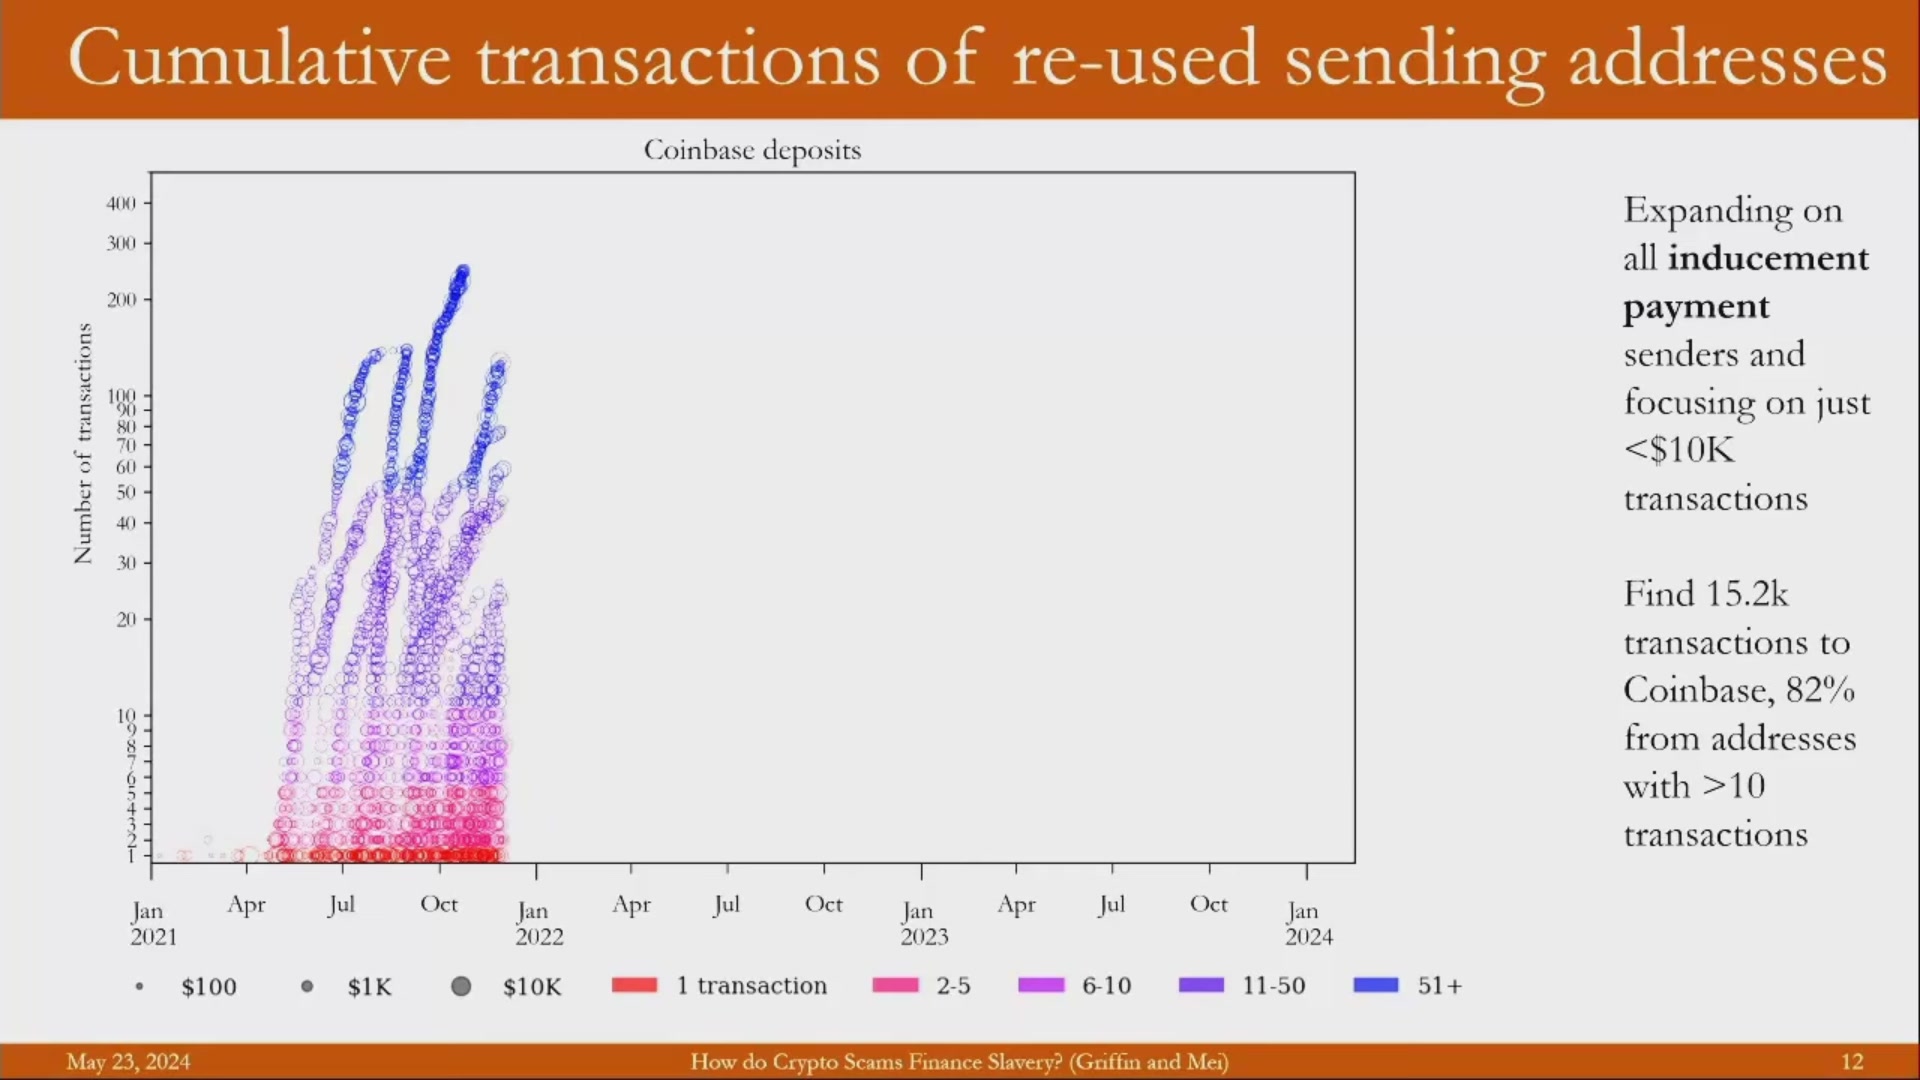 Cumulative transactions of re-used sending addresses
Coinbase deposits
Number of transactions
400
300
200
100
90
80
70
60
50
40
30
20
10
9
8
7
6
5
4
3
2
1
Jan
2021
Apr
Jul
Oct
Jan
2022
Apr
Jul
Oct
Jan
2023
Apr
Jul
Oct
Jan
2024
$100 $1K $10K 1 transaction 2-5 6-10 11-50 51+
Expanding on
all inducement
payment
senders and
focusing on just
<$10K
transactions
Find 15.2k
transactions to
Coinbase, 82%
from addresses
with >10
transactions
May 23, 2024
How do Crypto Scams Finance Slavery? (Griffin and Mei)
12